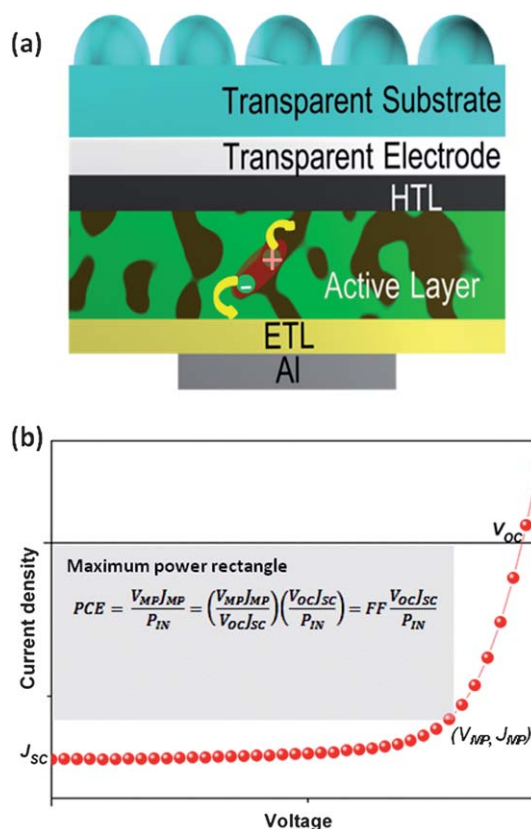 (a)
Transparent Substrate
Transparent Electrode
HTL
+
-
Active Layer
ETL
Al
(b)
V_OC
Maximum power rectangle
PCE = V_MP J_MP / P_IN = (V_MP J_MP / V_OC J_SC) (V_OC J_SC / P_IN) = FF V_OC J_SC / P_IN
Current density
J_SC
(V_MP, J_MP)
Voltage